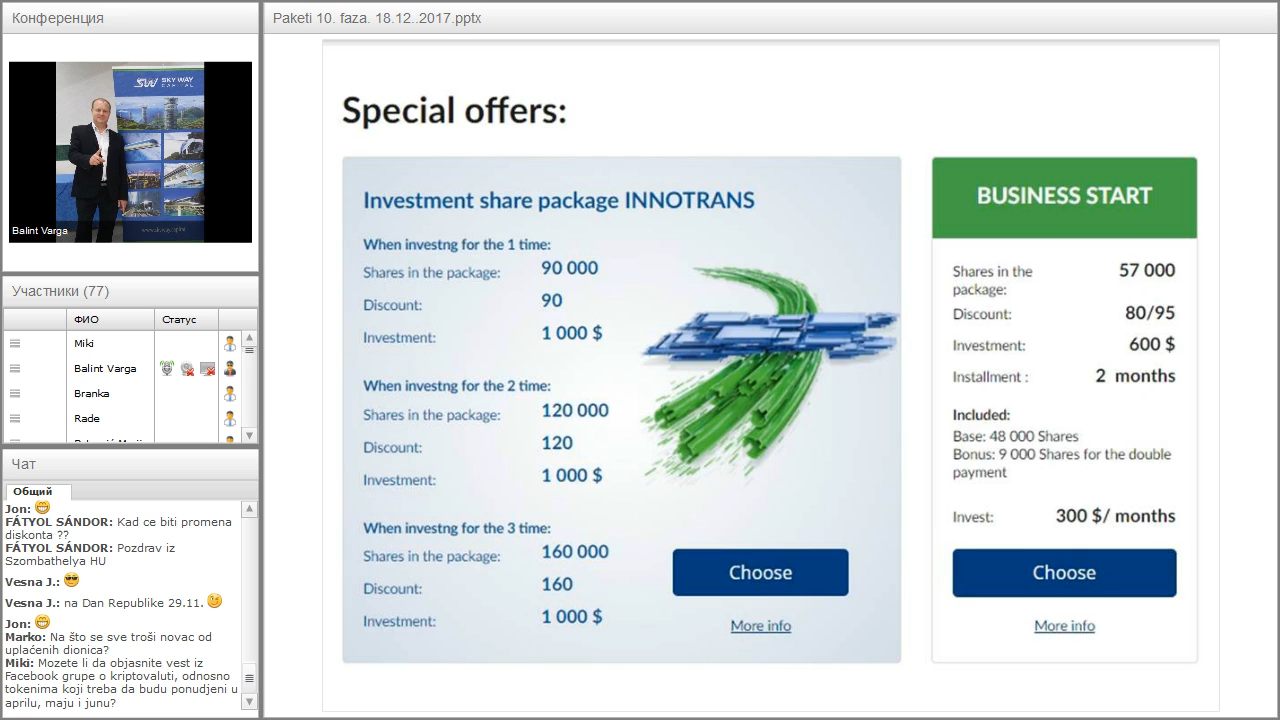 Конференция
SKY WAY
CAPITAL
Balint Varga
Участники (77)
ФИО
Статус
Miki
Balint Varga
Branka
Rade
Чат
Общий
Jon:
FÁTYOL SÁNDOR: Kad ce biti promena
diskonta ??
FÁTYOL SÁNDOR: Pozdrav iz
Szombathelya HU
Vesna J.:
Vesna J.: na Dan Republike 29.11.
Jon:
Marko: Na što se sve troši novac od
uplaćenih dionica?
Miki: Mozete li da objasnite vest iz
Facebook grupe o kriptovaluti, odnosno
tokenima koji treba da budu ponudjeni u
aprilu, maju i junu?
Paketi 10. faza. 18.12..2017.pptx
Special offers:
Investment share package INNOTRANS
When investng for the 1 time:
Shares in the package: 90 000
Discount: 90
Investment: 1 000 $
When investng for the 2 time:
Shares in the package: 120 000
Discount: 120
Investment: 1 000 $
When investng for the 3 time:
Shares in the package: 160 000
Discount: 160
Investment: 1 000 $
Choose
More info
BUSINESS START
Shares in the 57 000
package:
Discount: 80/95
Investment: 600 $
Installment : 2 months
Included:
Base: 48 000 Shares
Bonus: 9 000 Shares for the double
payment
Invest: 300 $/ months
Choose
More info